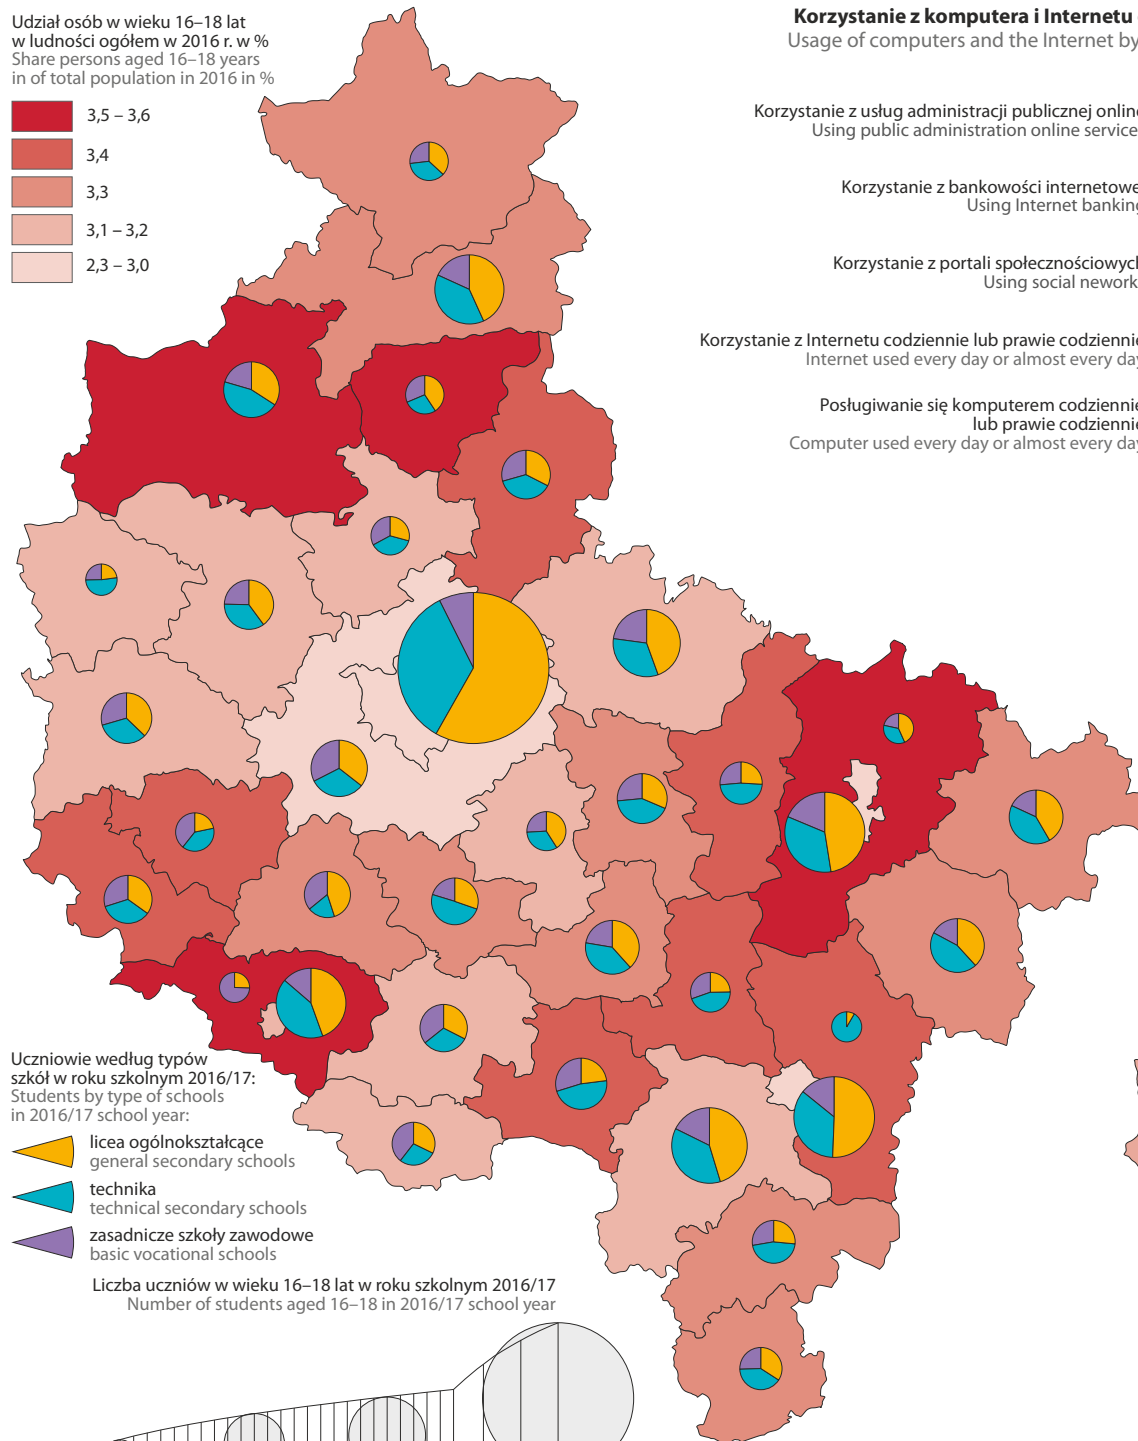 Udział osób w wieku 16–18 lat
w ludności ogółem w 2016 r. w %
Share persons aged 16–18 years
in of total population in 2016 in %
3,5 – 3,6
3,4
3,3
3,1 – 3,2
2,3 – 3,0
Korzystanie z komputera i Internetu
Usage of computers and the Internet by
Korzystanie z usług administracji publicznej online
Using public administration online service
Korzystanie z bankowości internetowe
Using Internet banking
Korzystanie z portali społecznościowych
Using social nework
Korzystanie z Internetu codziennie lub prawie codziennie
Internet used every day or almost every day
Posługiwanie się komputerem codziennie
lub prawie codziennie
Computer used every day or almost every day
Uczniowie według typów
szkół w roku szkolnym 2016/17:
Students by type of schools
in 2016/17 school year:
licea ogólnokształcące
general secondary schools
technika
technical secondary schools
zasadnicze szkoły zawodowe
basic vocational schools
Liczba uczniów w wieku 16–18 lat w roku szkolnym 2016/17
Number of students aged 16–18 in 2016/17 school year